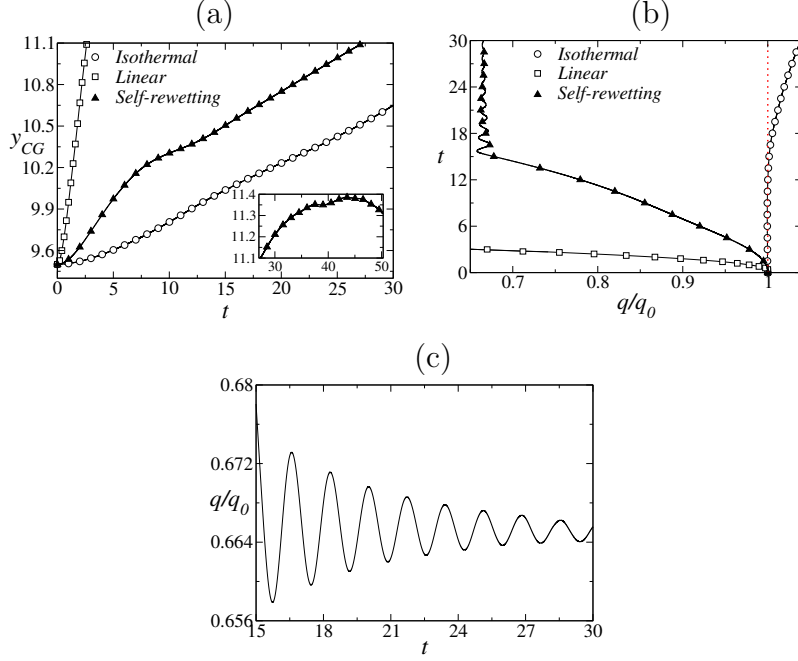 (a)
11.1
10.8
10.5
y_CG
10.2
9.9
9.6
0 5 10 15 20 25 30
t
Isothermal
Linear
Self-rewetting
11.4
11.3
11.2
11.1
30 40 50
(b)
30
24
18
t
12
6
0
0.7 0.8 0.9 1
q/q_0
Isothermal
Linear
Self-rewetting
(c)
0.68
0.672
q/q_0
0.664
0.656
15 18 21 24 27 30
t